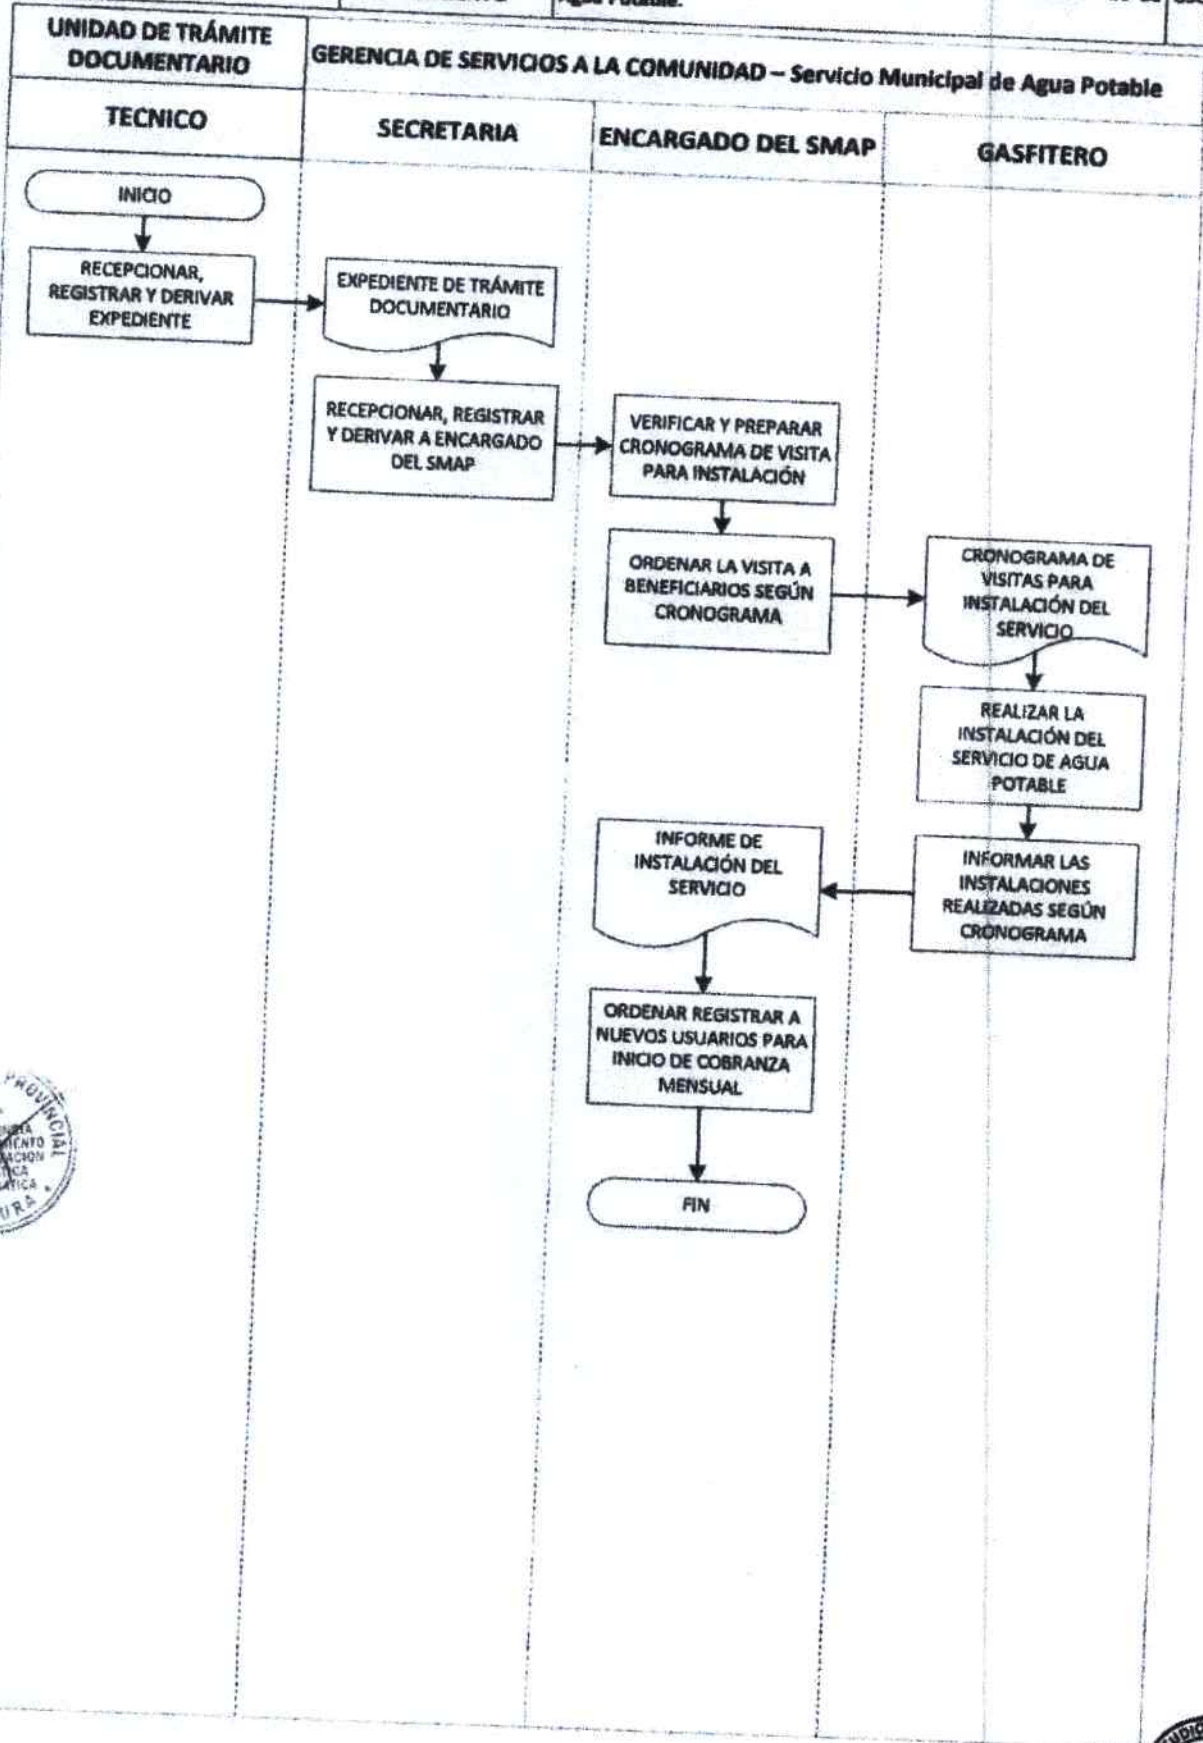 Agua Potable.
UNIDAD DE TRÁMITE
DOCUMENTARIO
GERENCIA DE SERVICIOS A LA COMUNIDAD – Servicio Municipal de Agua Potable
TECNICO
SECRETARIA
ENCARGADO DEL SMAP
GASFITERO
INICIO
RECEPCIONAR,
REGISTRAR Y DERIVAR
EXPEDIENTE
EXPEDIENTE DE TRÁMITE
DOCUMENTARIO
RECEPCIONAR, REGISTRAR
Y DERIVAR A ENCARGADO
DEL SMAP
VERIFICAR Y PREPARAR
CRONOGRAMA DE VISITA
PARA INSTALACIÓN
ORDENAR LA VISITA A
BENEFICIARIOS SEGÚN
CRONOGRAMA
CRONOGRAMA DE
VISITAS PARA
INSTALACIÓN DEL
SERVICIO
REALIZAR LA
INSTALACIÓN DEL
SERVICIO DE AGUA
POTABLE
INFORMAR LAS
INSTALACIONES
REALIZADAS SEGÚN
CRONOGRAMA
INFORME DE
INSTALACIÓN DEL
SERVICIO
ORDENAR REGISTRAR A
NUEVOS USUARIOS PARA
INICIO DE COBRANZA
MENSUAL
FIN
PROVINCIAL